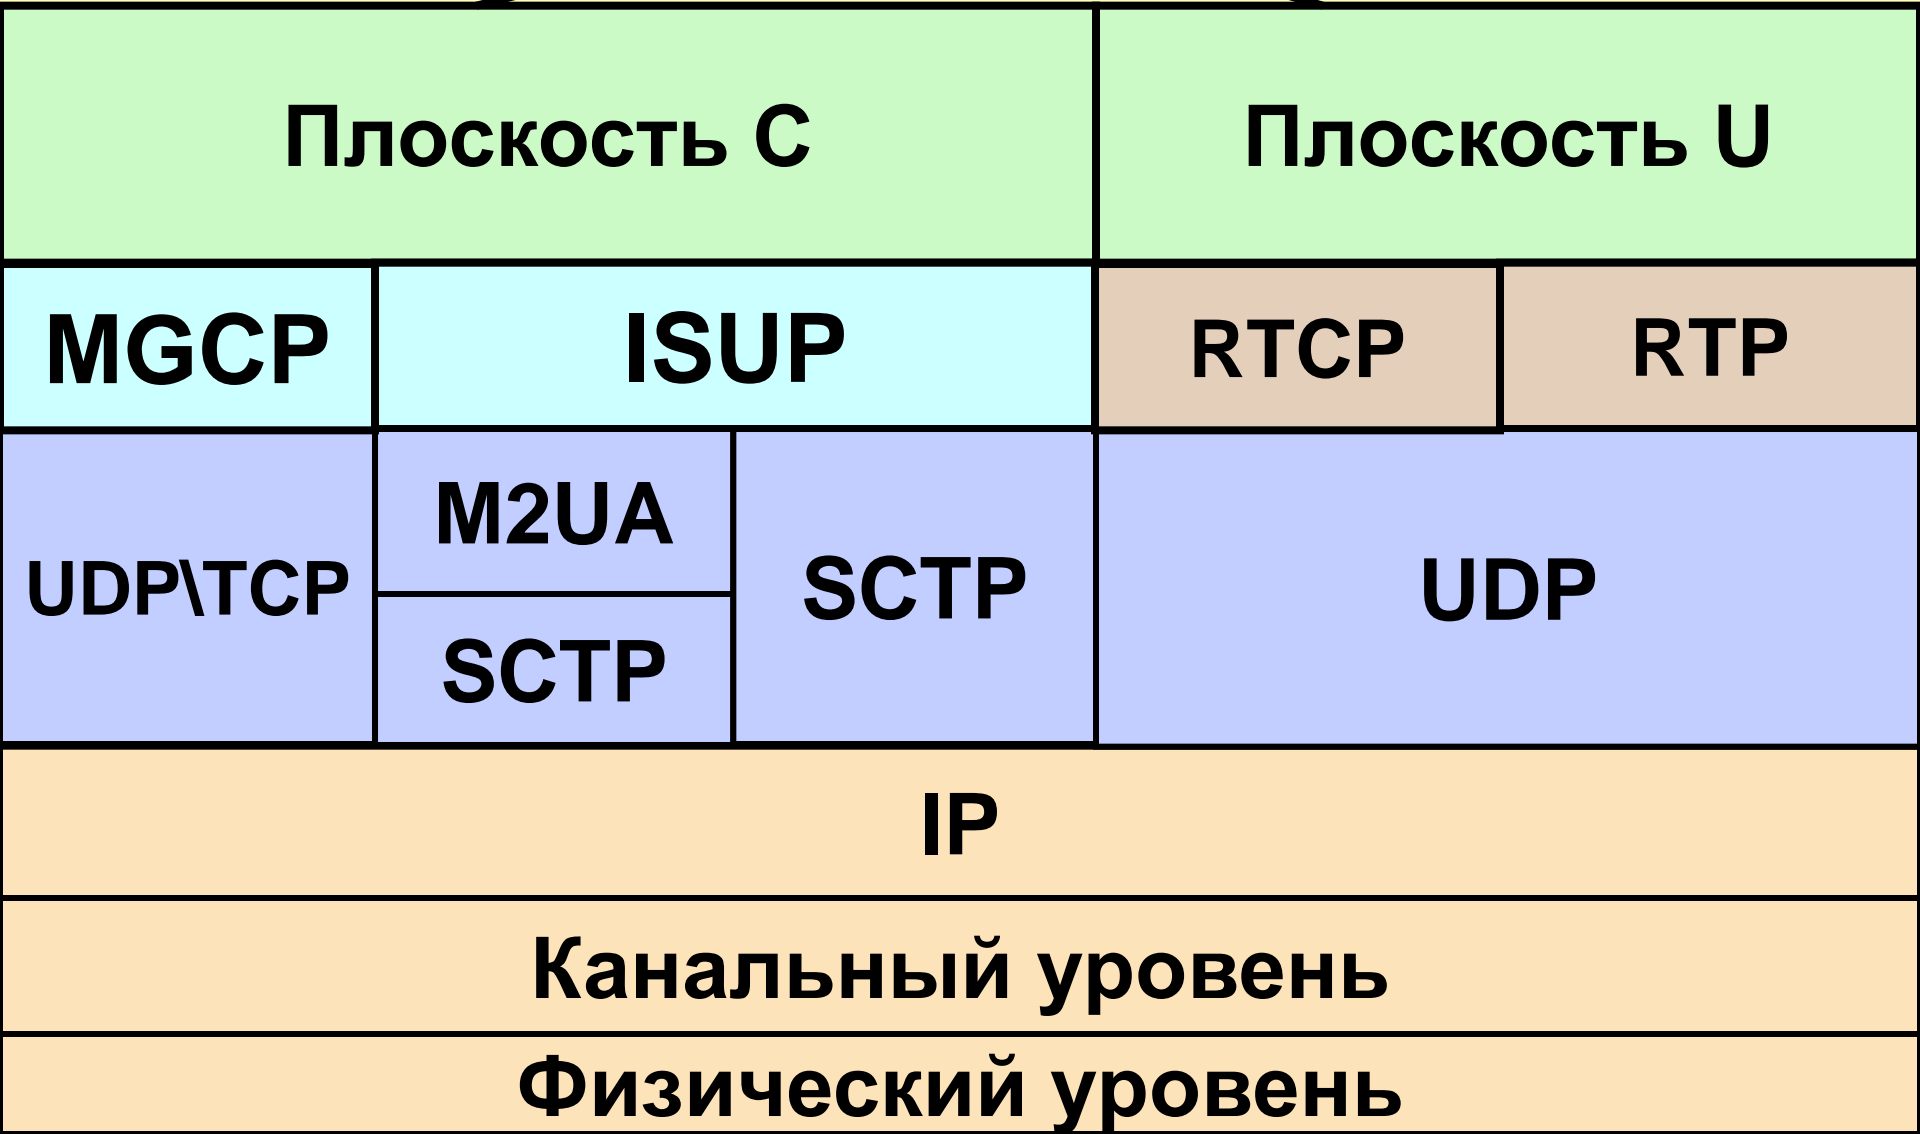 Плоскость C
Плоскость U
MGCP
ISUP
RTCP
RTP
UDP\TCP
M2UA
SCTP
SCTP
UDP
IP
Канальный уровень
Физический уровень